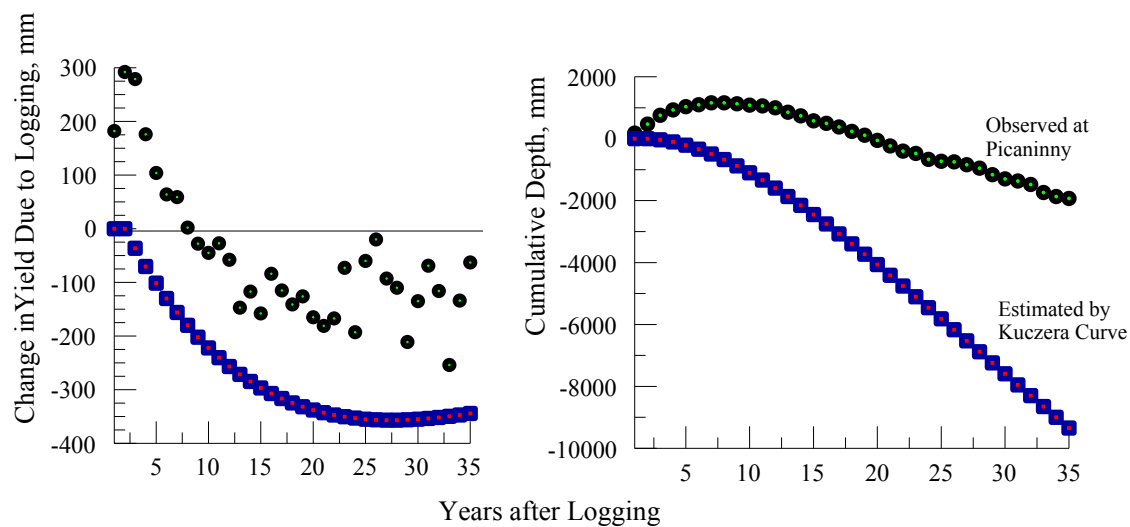 Change in Yield Due to Logging, mm
300
200
100
0
-100
-200
-300
-400
5 10 15 20 25 30 35
Cumulative Depth, mm
2000
0
-2000
-4000
-6000
-8000
-10000
5 10 15 20 25 30 35
Observed at
Picaninny
Estimated by
Kuczera Curve
Years after Logging